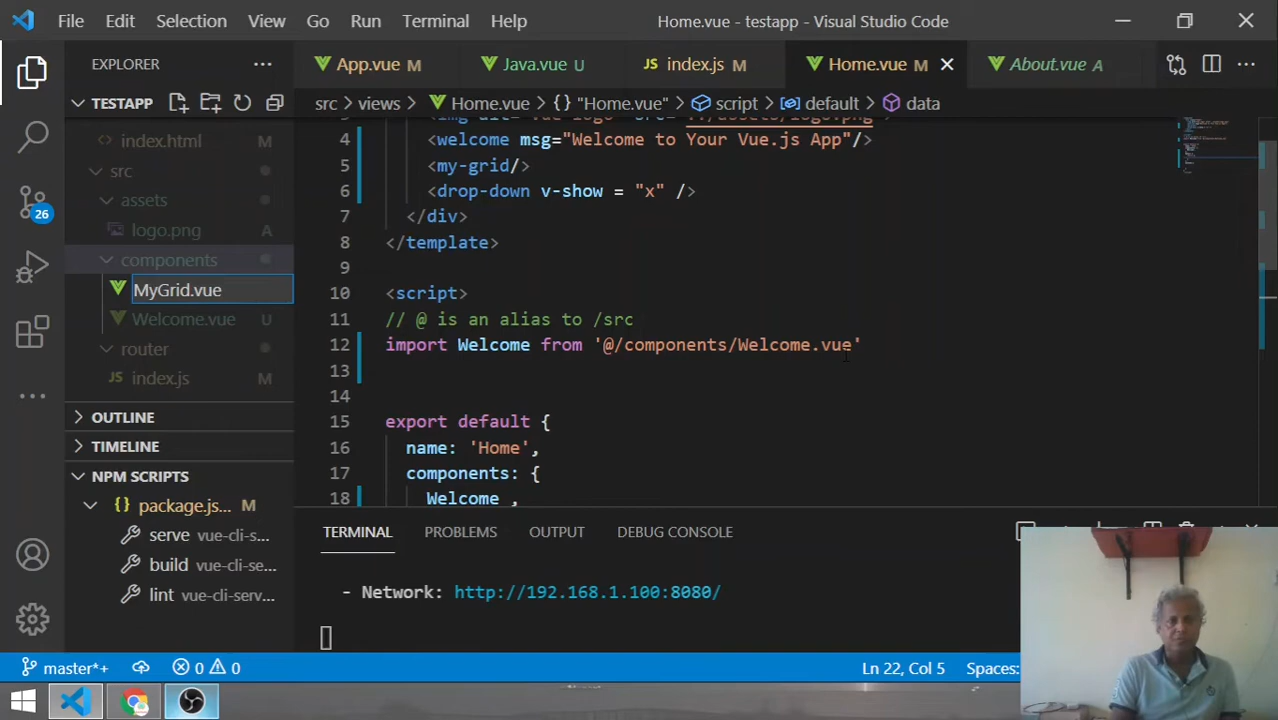 File Edit Selection View Go Run Terminal Help Home.vue - testapp - Visual Studio Code
EXPLORER
App.vue M
Java.vue U
JS index.js M
Home.vue M
About.vue A
TESTAPP
src > views > Home.vue > {} "Home.vue" > script > default > data
index.html M
src
assets
logo.png A
components
MyGrid.vue
Welcome.vue U
router
index.js M
26
OUTLINE
TIMELINE
NPM SCRIPTS
package.js... M
serve vue-cli-s...
build vue-cli-se...
lint vue-cli-serv...
4 <welcome msg="Welcome to Your Vue.js App"/>
5 <my-grid/>
6 <drop-down v-show = "x" />
7 </div>
8 </template>
9
10 <script>
11 // @ is an alias to /src
12 import Welcome from '@/components/Welcome.vue'
13
14
15 export default {
16 name: 'Home',
17 components: {
18 Welcome ,
TERMINAL PROBLEMS OUTPUT DEBUG CONSOLE
- Network: http://192.168.1.100:8080/
master*+ 0 0 Ln 22, Col 5 Spaces: